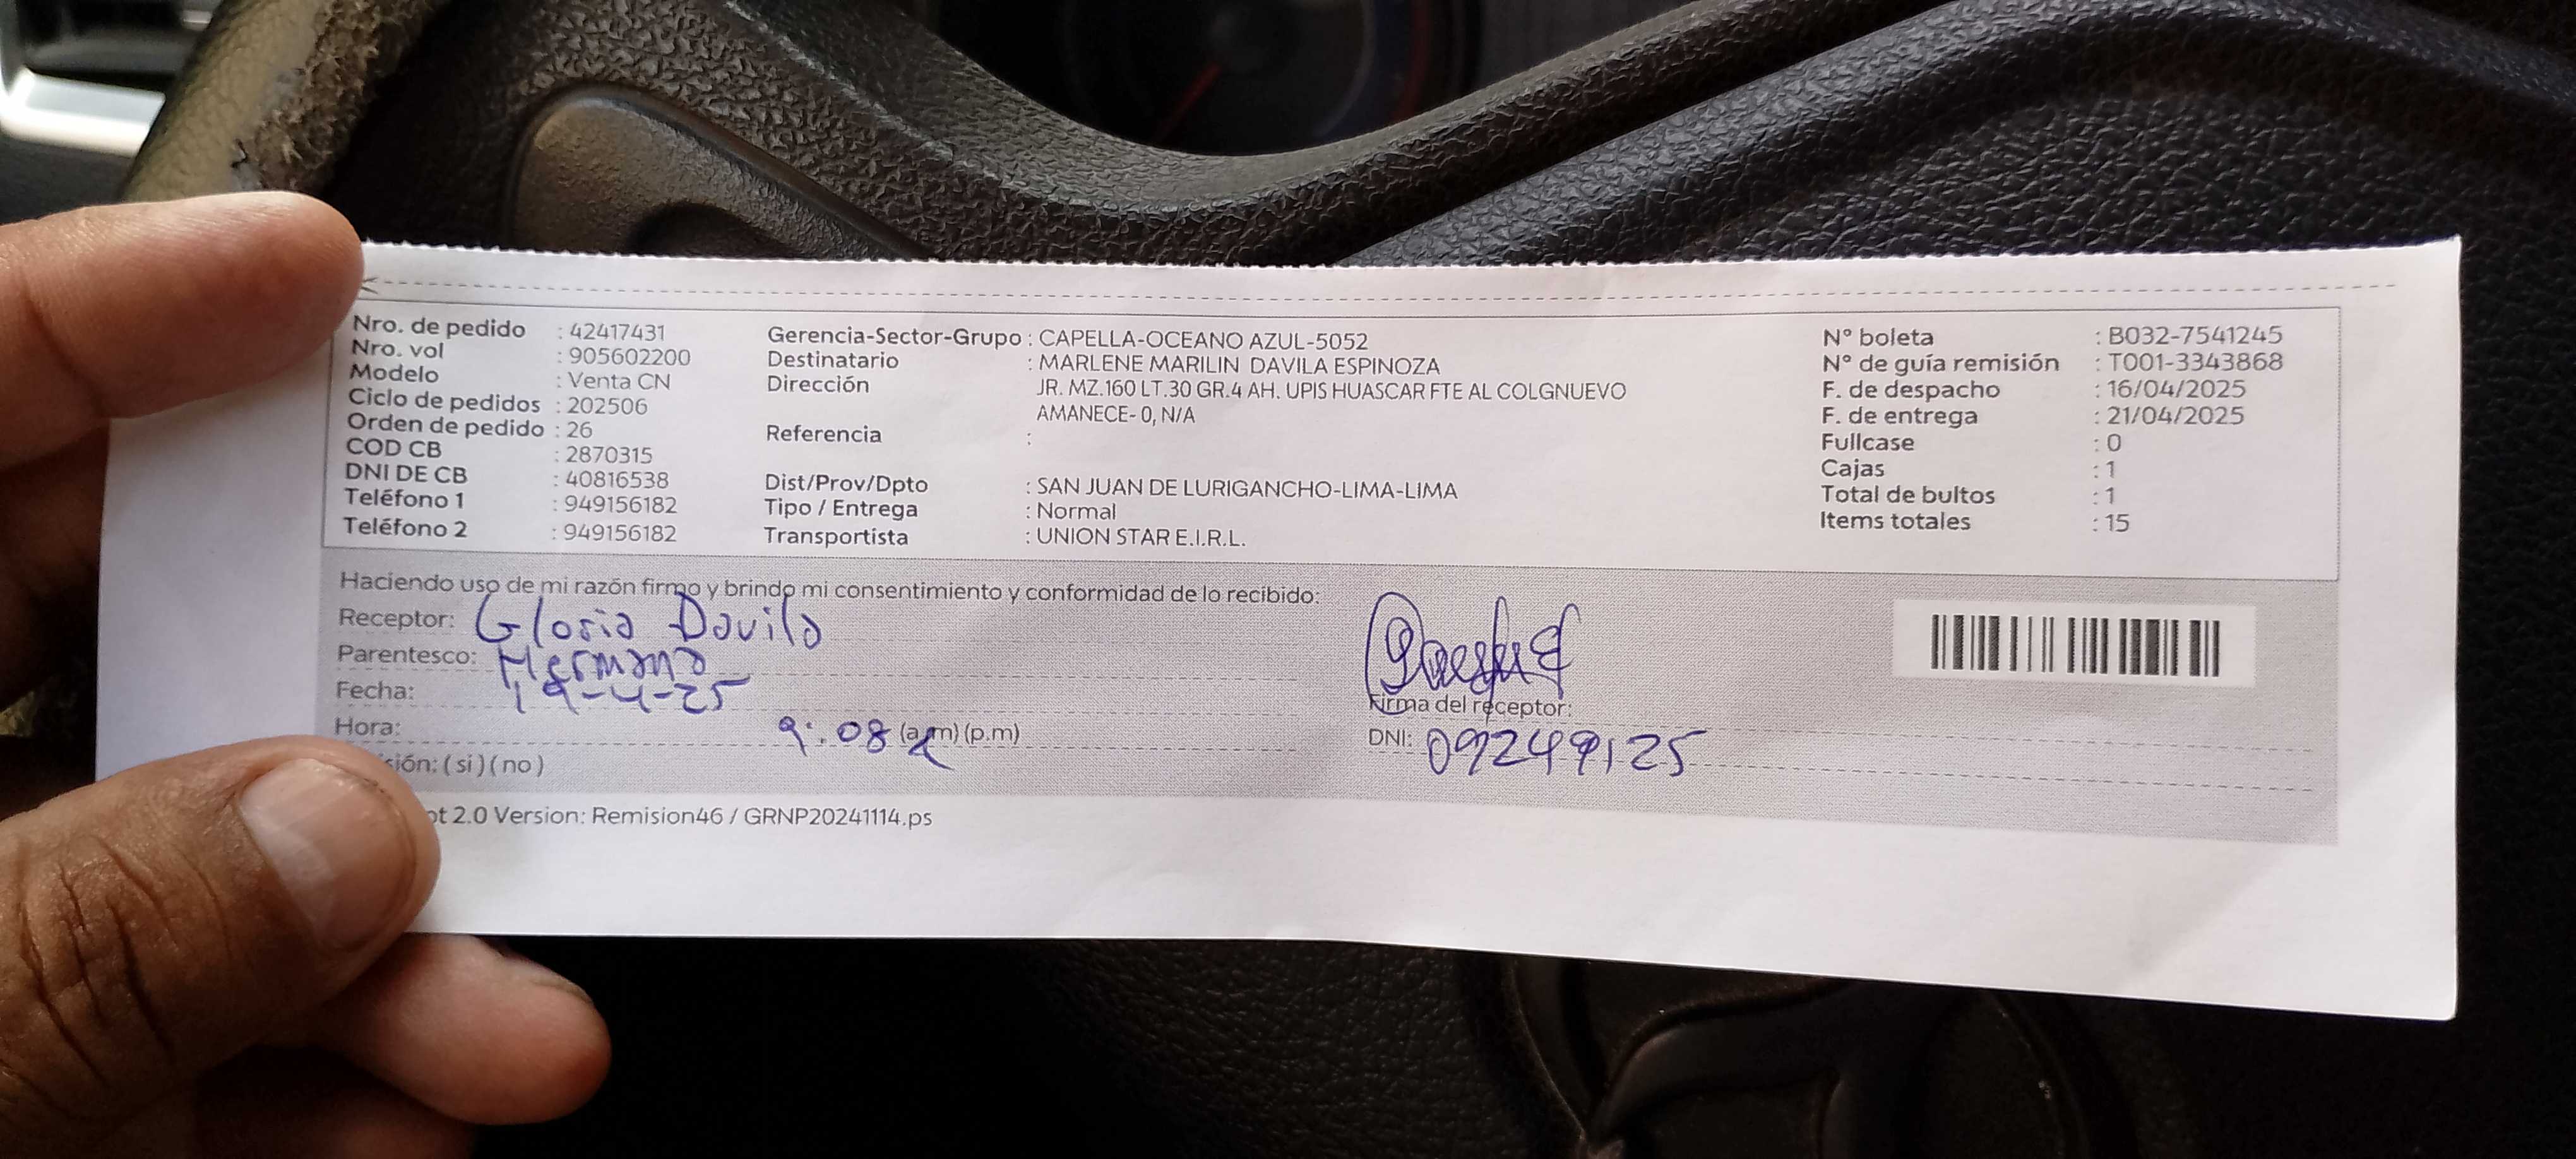 Nro. de pedido : 42417431
Nro. vol : 905602200
Modelo : Venta CN
Ciclo de pedidos : 202506
Orden de pedido : 26
COD CB : 2870315
DNI DE CB : 40816538
Teléfono 1 : 949156182
Teléfono 2 : 949156182
Gerencia-Sector-Grupo : CAPELLA-OCEANO AZUL-5052
Destinatario : MARLENE MARILIN DAVILA ESPINOZA
Dirección JR. MZ.160 LT.30 GR.4 AH. UPIS HUASCAR FTE AL COLGNUEVO
AMANECE- 0, N/A
Referencia :
Dist/Prov/Dpto : SAN JUAN DE LURIGANCHO-LIMA-LIMA
Tipo / Entrega : Normal
Transportista : UNION STAR E.I.R.L.
N° boleta : B032-7541245
N° de guía remisión : T001-3343868
F. de despacho : 16/04/2025
F. de entrega : 21/04/2025
Fullcase : 0
Cajas : 1
Total de bultos : 1
Items totales : 15
Haciendo uso de mi razón firmo y brindo mi consentimiento y conformidad de lo recibido:
Receptor: Gloria Davila
Parentesco: Hermana
Fecha: 19-4-25
Hora: 9:08 (a.m) (p.m)
Firma del receptor:
DNI: 09249125
sión: ( si ) ( no )
pt 2.0 Version: Remision46 / GRNP20241114.ps